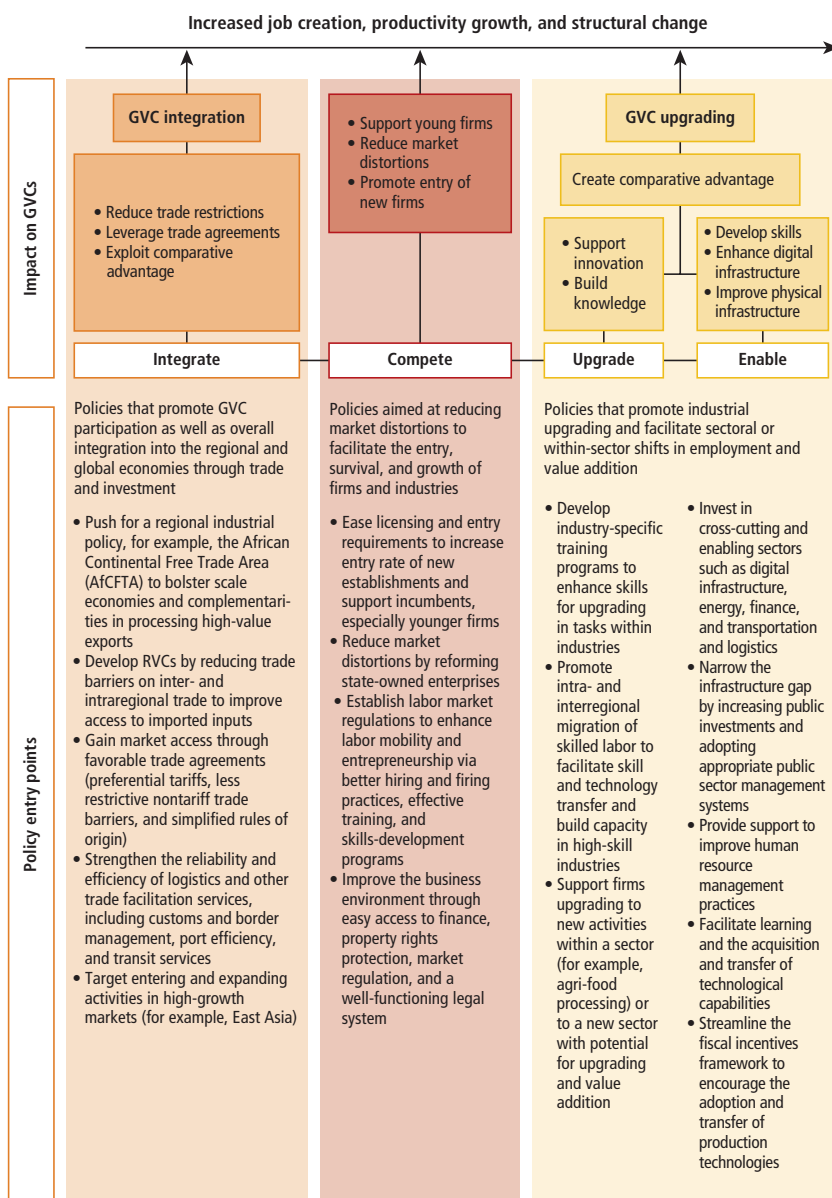 Increased job creation, productivity growth, and structural change
Impact on GVCs
GVC integration
• Reduce trade restrictions
• Leverage trade agreements
• Exploit comparative
advantage
• Support young firms
• Reduce market
distortions
• Promote entry of
new firms
GVC upgrading
Create comparative advantage
• Support
innovation
• Build
knowledge
• Develop skills
• Enhance digital
infrastructure
• Improve physical
infrastructure
Integrate
Compete
Upgrade
Enable
Policy entry points
Policies that promote GVC
participation as well as overall
integration into the regional and
global economies through trade
and investment
• Push for a regional industrial
policy, for example, the African
Continental Free Trade Area
(AfCFTA) to bolster scale
economies and complementari-
ties in processing high-value
exports
• Develop RVCs by reducing trade
barriers on inter- and
intraregional trade to improve
access to imported inputs
• Gain market access through
favorable trade agreements
(preferential tariffs, less
restrictive nontariff trade
barriers, and simplified rules of
origin)
• Strengthen the reliability and
efficiency of logistics and other
trade facilitation services,
including customs and border
management, port efficiency,
and transit services
• Target entering and expanding
activities in high-growth
markets (for example, East Asia)
Policies aimed at reducing
market distortions to
facilitate the entry,
survival, and growth of
firms and industries
• Ease licensing and entry
requirements to increase
entry rate of new
establishments and
support incumbents,
especially younger firms
• Reduce market
distortions by reforming
state-owned enterprises
• Establish labor market
regulations to enhance
labor mobility and
entrepreneurship via
better hiring and firing
practices, effective
training, and
skills-development
programs
• Improve the business
environment through
easy access to finance,
property rights
protection, market
regulation, and a
well-functioning legal
system
Policies that promote industrial
upgrading and facilitate sectoral or
within-sector shifts in employment and
value addition
• Develop
industry-specific
training
programs to
enhance skills
for upgrading
in tasks within
industries
• Promote
intra- and
interregional
migration of
skilled labor to
facilitate skill
and technology
transfer and
build capacity
in high-skill
industries
• Support firms
upgrading to
new activities
within a sector
(for example,
agri-food
processing) or
to a new sector
with potential
for upgrading
and value
addition
• Invest in
cross-cutting and
enabling sectors
such as digital
infrastructure,
energy, finance,
and transportation
and logistics
• Narrow the
infrastructure gap
by increasing public
investments and
adopting
appropriate public
sector management
systems
• Provide support to
improve human
resource
management
practices
• Facilitate learning
and the acquisition
and transfer of
technological
capabilities
• Streamline the
fiscal incentives
framework to
encourage the
adoption and
transfer of
production
technologies